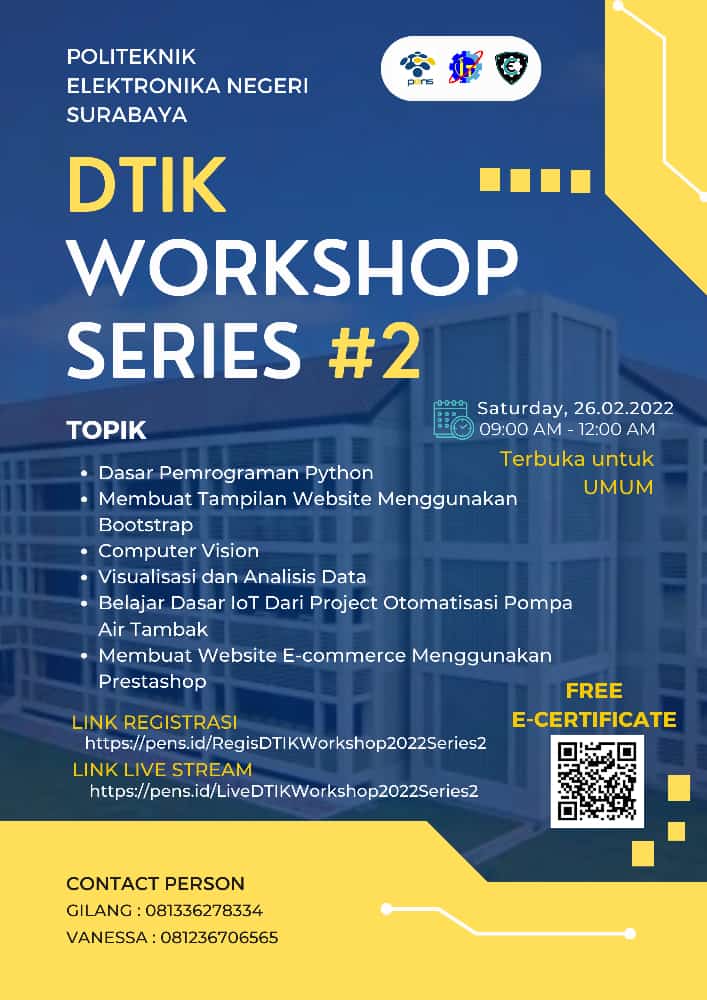 POLITEKNIK
ELEKTRONIKA NEGERI
SURABAYA
pens
DTIK
WORKSHOP
SERIES #2
Saturday, 26.02.2022
09:00 AM - 12:00 AM
Terbuka untuk
UMUM
TOPIK
• Dasar Pemrograman Python
• Membuat Tampilan Website Menggunakan
Bootstrap
• Computer Vision
• Visualisasi dan Analisis Data
• Belajar Dasar IoT Dari Project Otomatisasi Pompa
Air Tambak
• Membuat Website E-commerce Menggunakan
Prestashop
LINK REGISTRASI
https://pens.id/RegisDTIKWorkshop2022Series2
LINK LIVE STREAM
https://pens.id/LiveDTIKWorkshop2022Series2
FREE
E-CERTIFICATE
CONTACT PERSON
GILANG : 081336278334
VANESSA : 081236706565